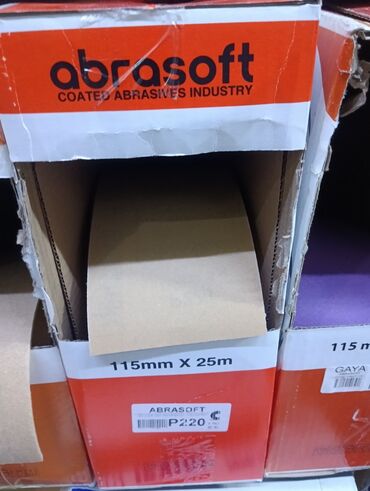 abrasoft
COATED ABRASIVES INDUSTRY
115mm X 25m
ABRASOFT
P220
115 m
GAYA